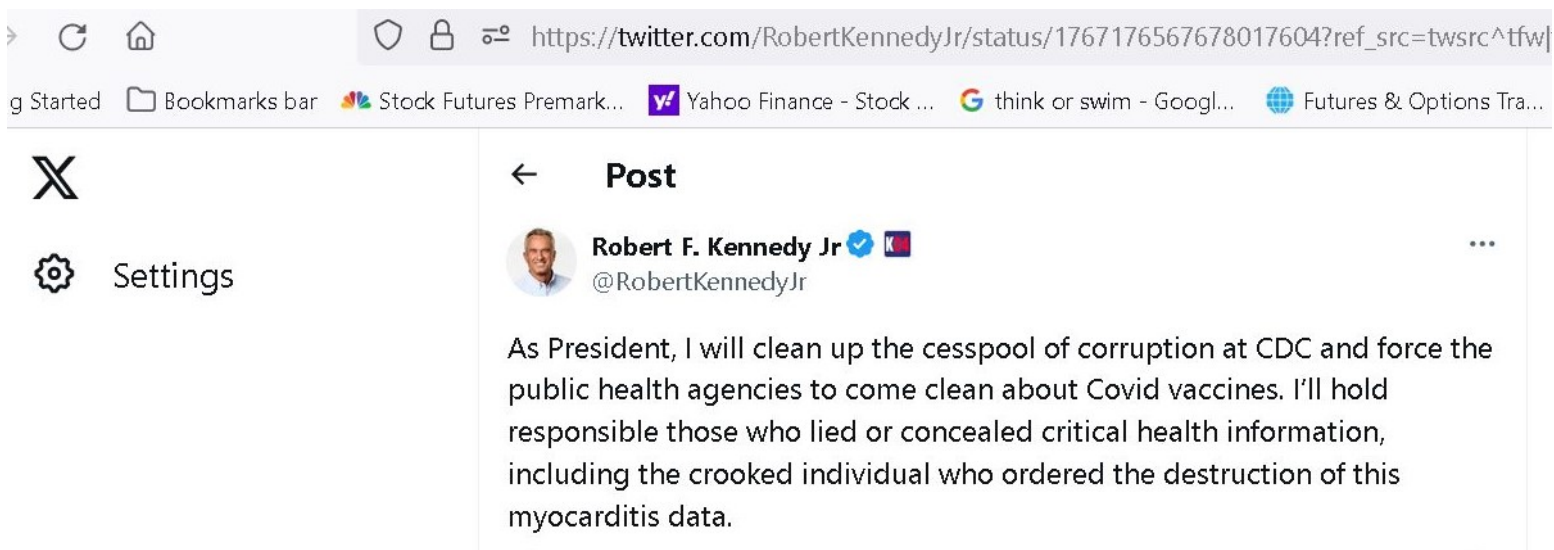 https://twitter.com/RobertKennedyJr/status/1767176567678017604?ref_src=twsrc^tfw|
g Started Bookmarks bar Stock Futures Premark... Yahoo Finance - Stock ... think or swim - Googl... Futures & Options Tra...
Post
Robert F. Kennedy Jr K24
@RobertKennedyJr
Settings
As President, I will clean up the cesspool of corruption at CDC and force the
public health agencies to come clean about Covid vaccines. I’ll hold
responsible those who lied or concealed critical health information,
including the crooked individual who ordered the destruction of this
myocarditis data.